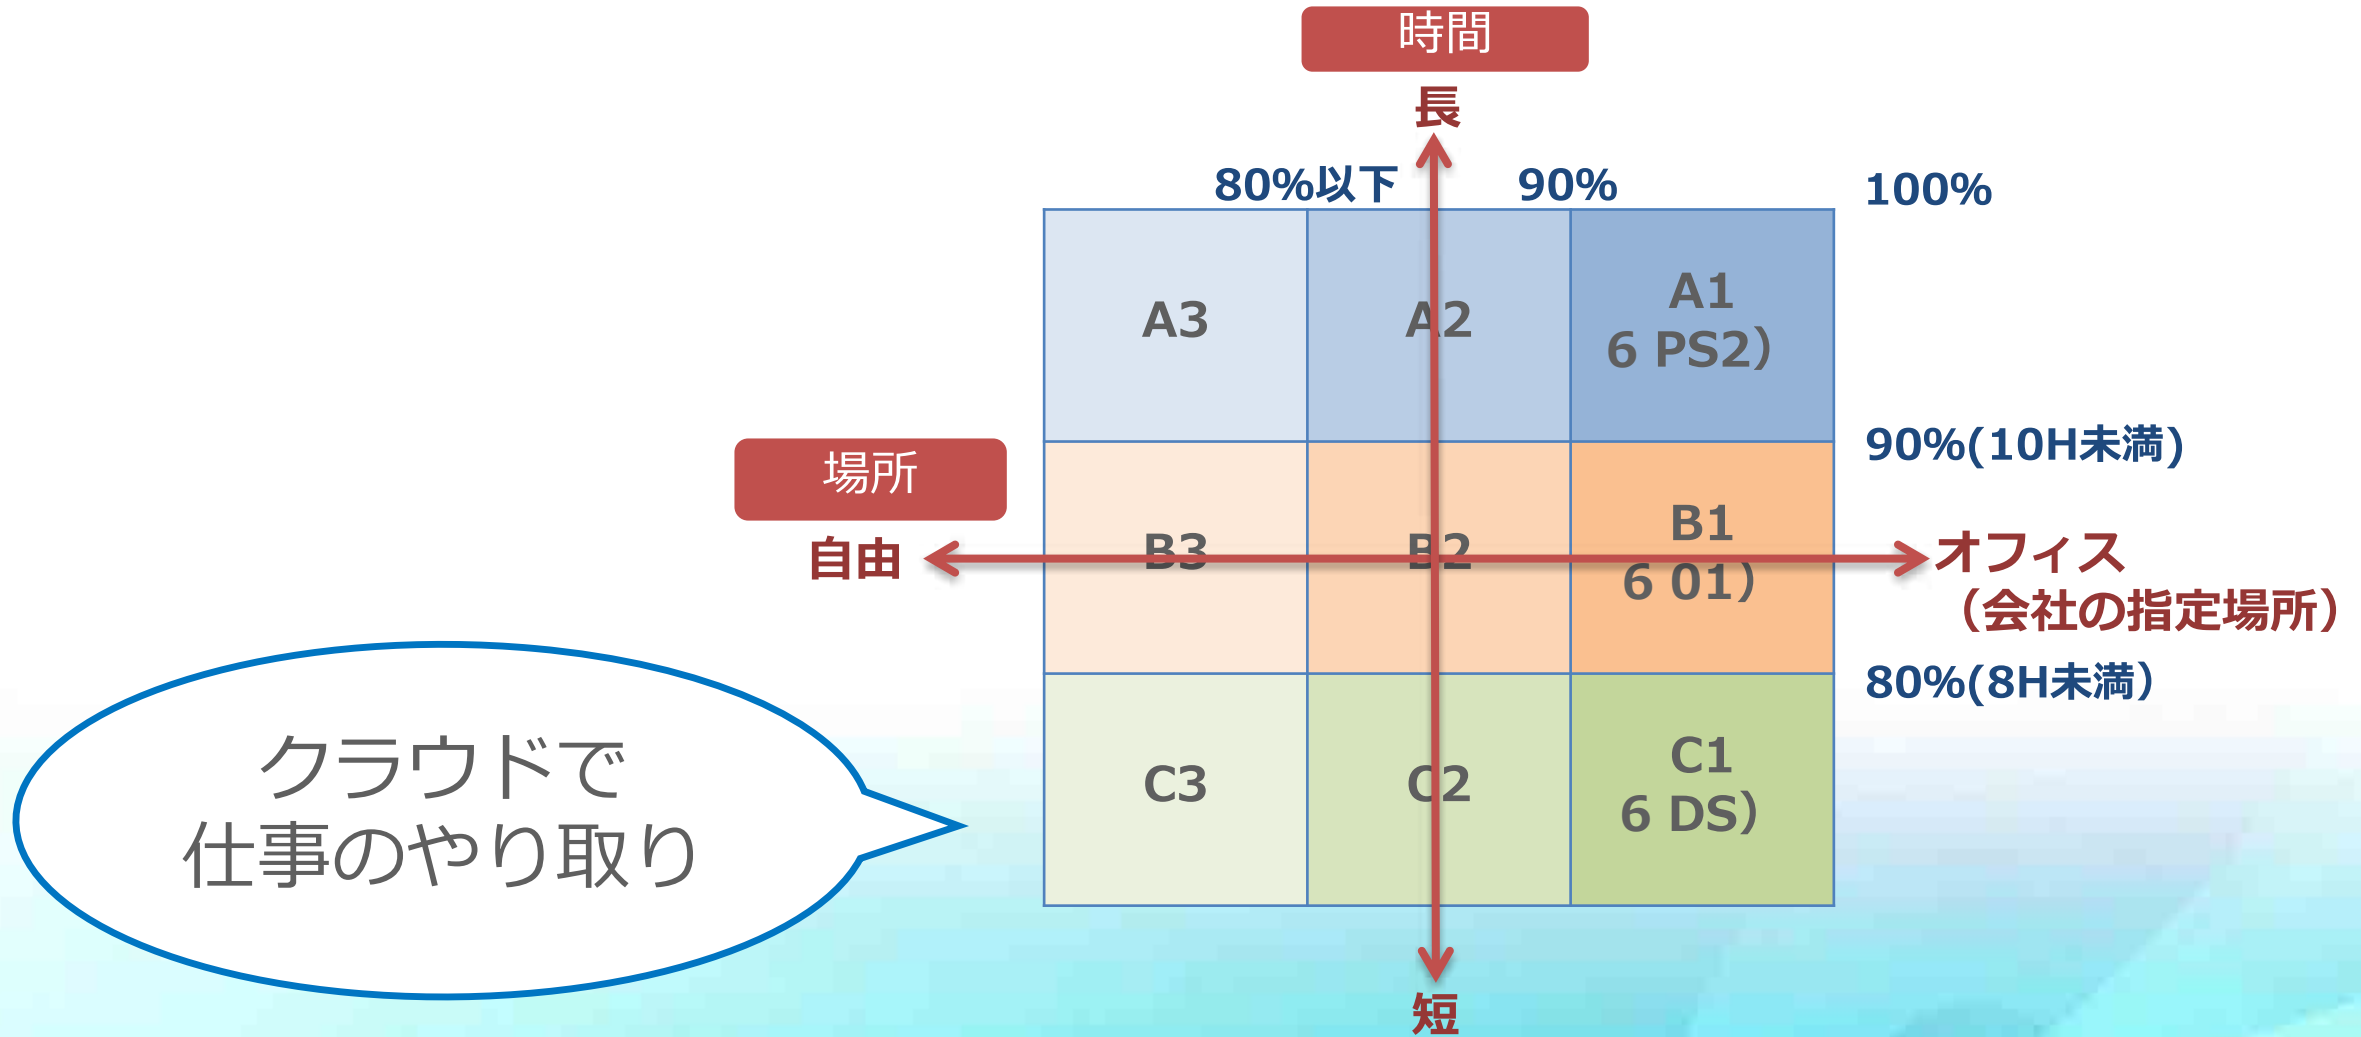 時間
長
80%以下
90%
100%
A3
A2
A1
6 PS2）
90%(10H未満)
場所
自由
B3
B2
B1
6 01）
オフィス
（会社の指定場所）
80%(8H未満）
クラウドで
仕事のやり取り
C3
C2
C1
6 DS）
短